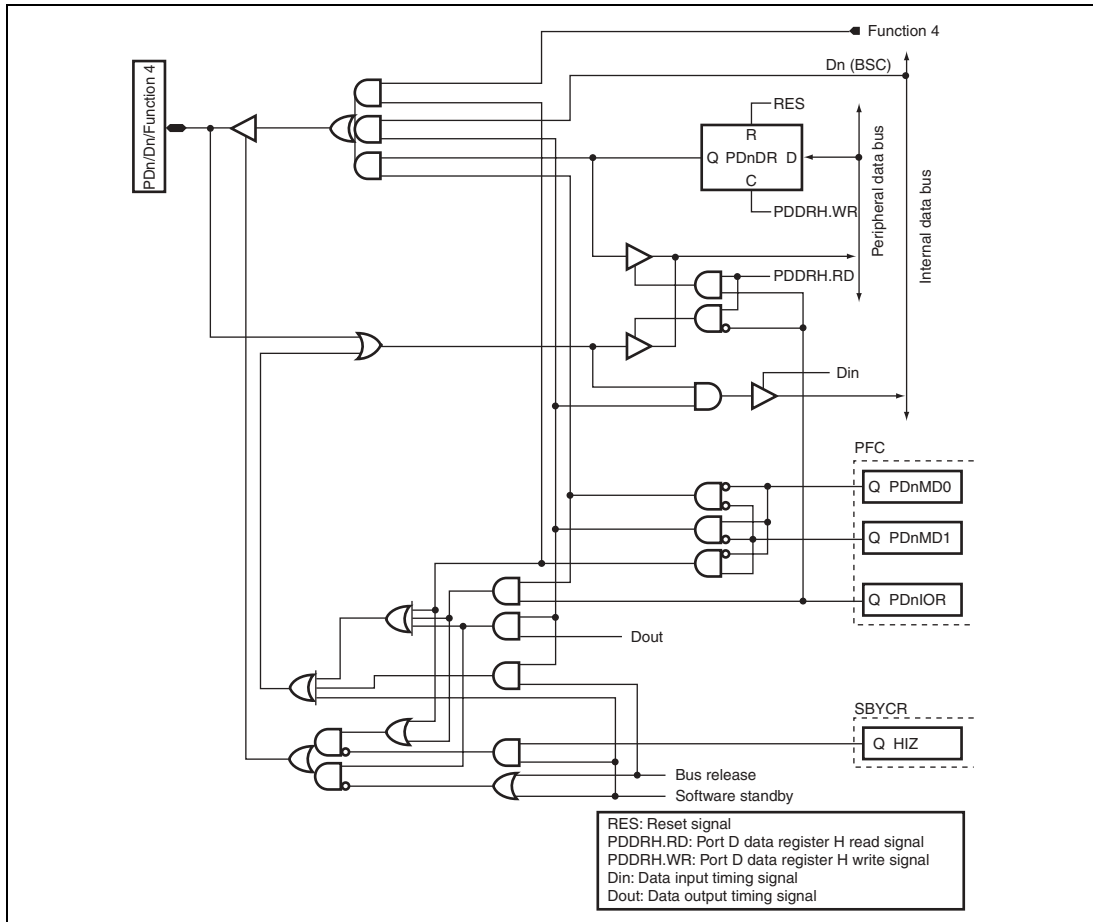 Function 4
Dn (BSC)
PDn/Dn/Function 4
RES
R
Q PDnDR D
C
PDDRH.WR
Peripheral data bus
Internal data bus
PDDRH.RD
Din
PFC
Q PDnMD0
Q PDnMD1
Q PDnIOR
Dout
SBYCR
Q HIZ
Bus release
Software standby
RES: Reset signal
PDDRH.RD: Port D data register H read signal
PDDRH.WR: Port D data register H write signal
Din: Data input timing signal
Dout: Data output timing signal